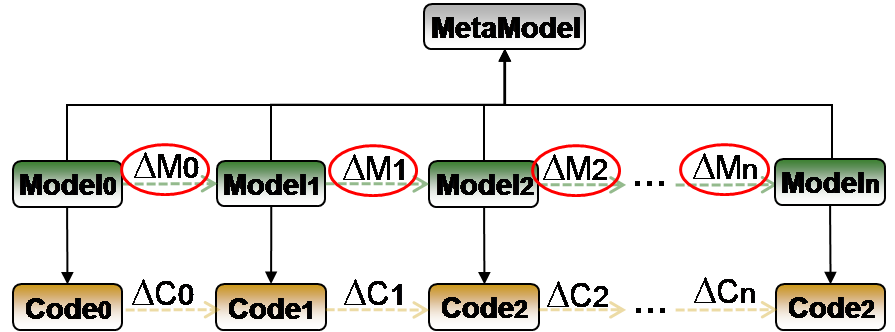 MetaModel
ΔM0 ΔM1 ΔM2 ΔMn
Model0 Model1 Model2 ... Modeln
ΔC0 ΔC1 ΔC2 ΔCn
Code0 Code1 Code2 ... Code2